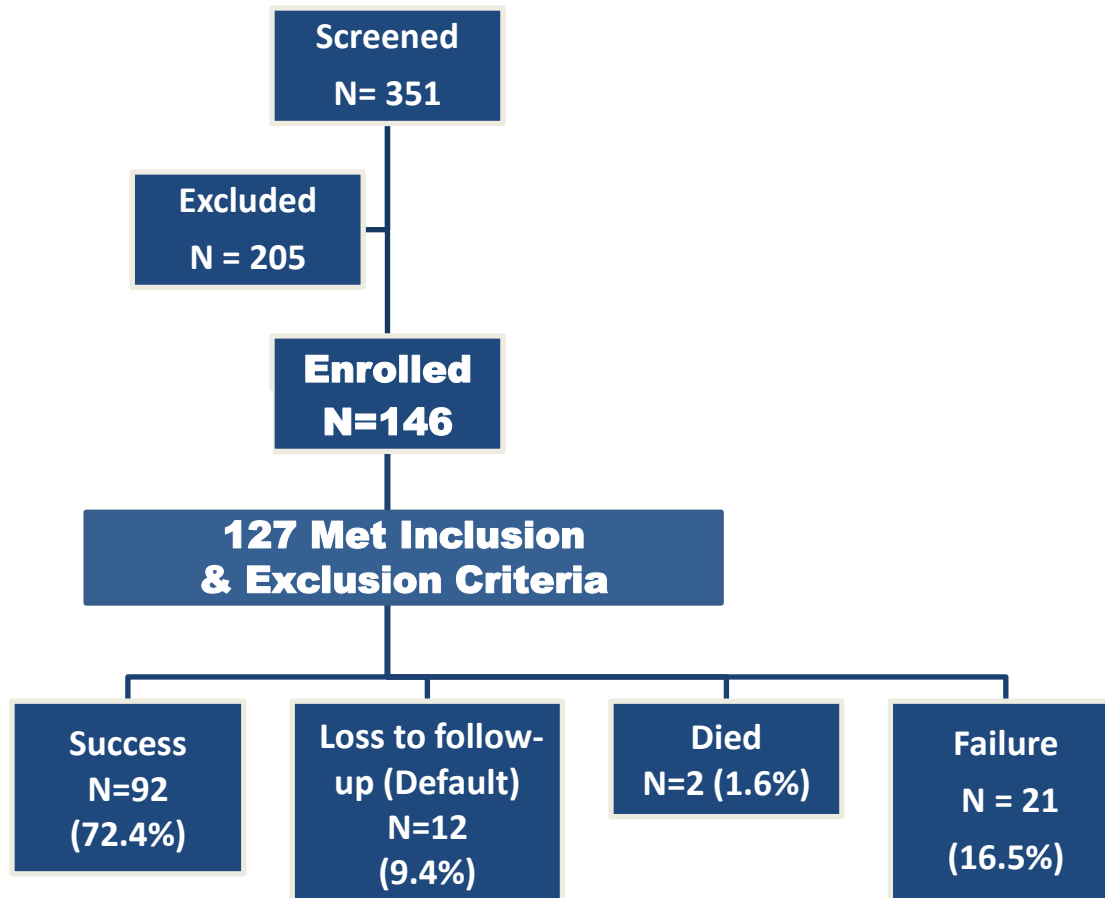 Screened
N= 351
Excluded
N = 205
Enrolled
N=146
127 Met Inclusion
& Exclusion Criteria
Success
N=92
(72.4%)
Loss to follow-
up (Default)
N=12
(9.4%)
Died
N=2 (1.6%)
Failure
N = 21
(16.5%)